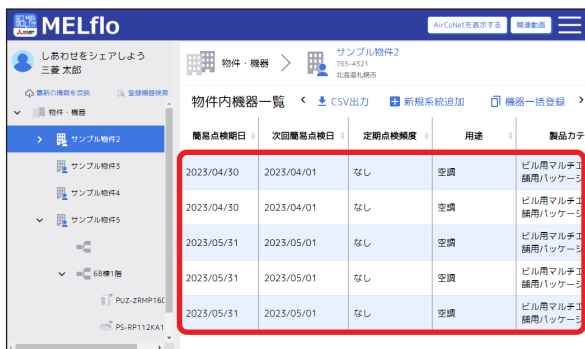 MELflo
AirCoNetを表示する
関連動画
しあわせをシェアしよう
三菱 太郎
最新の情報を反映
登録機器検索
物件・機器
サンプル物件2
サンプル物件3
サンプル物件4
サンプル物件5
6B棟1階
PUZ-ZRMP160
PS-RP112KA1
物件・機器
サンプル物件2
765-4321
北海道札幌市
物件内機器一覧
CSV出力
新規系統追加
機器一括登録
簡易点検期日 次回簡易点検日 定期点検頻度 用途 製品カテ
2023/04/30 2023/04/01 なし 空調 ビル用マルチエ
舗用パッケージ
2023/04/30 2023/04/01 なし 空調 ビル用マルチエ
舗用パッケージ
2023/05/31 2023/05/01 なし 空調 ビル用マルチエ
舗用パッケージ
2023/05/31 2023/05/01 なし 空調 ビル用マルチエ
舗用パッケージ
2023/05/31 2023/05/01 なし 空調 ビル用マルチエ
舗用パッケージ